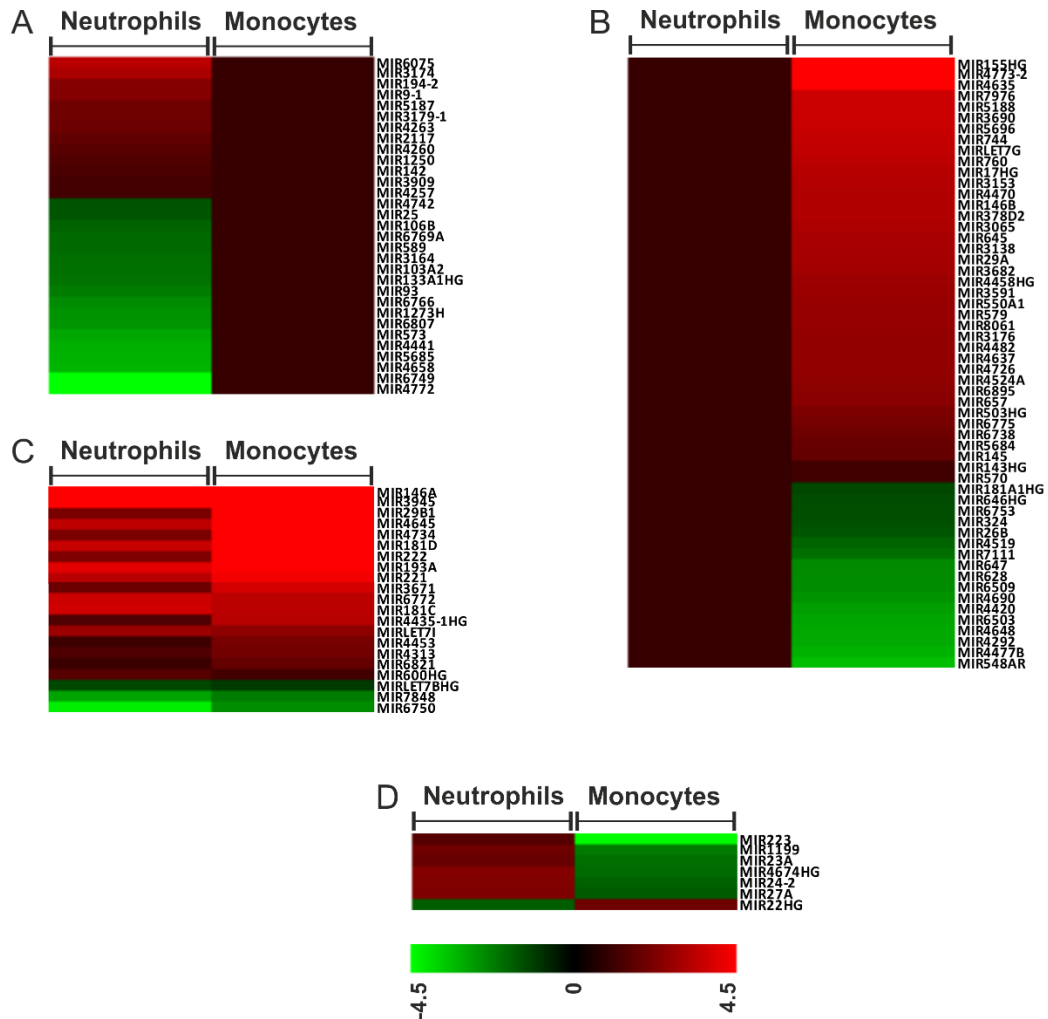 A
Neutrophils Monocytes
MIR6075
MIR3174
MIR194-2
MIR9-1
MIR5187
MIR3179-1
MIR4263
MIR2117
MIR4260
MIR1250
MIR142
MIR3909
MIR4257
MIR4742
MIR25
MIR106B
MIR6769A
MIR589
MIR3164
MIR103A2
MIR133A1HG
MIR93
MIR6766
MIR1273H
MIR6807
MIR573
MIR4441
MIR5685
MIR4658
MIR6749
MIR4772
B
Neutrophils Monocytes
MIR155HG
MIR4773-2
MIR4635
MIR7976
MIR5188
MIR3690
MIR5696
MIR744
MIRLET7G
MIR760
MIR17HG
MIR3153
MIR4470
MIR146B
MIR378D2
MIR3065
MIR645
MIR3138
MIR29A
MIR3682
MIR4458HG
MIR3591
MIR550A1
MIR579
MIR8061
MIR3176
MIR4482
MIR4637
MIR4726
MIR4524A
MIR6895
MIR657
MIR503HG
MIR6775
MIR6738
MIR5684
MIR145
MIR143HG
MIR570
MIR181A1HG
MIR646HG
MIR6753
MIR324
MIR26B
MIR4519
MIR7111
MIR647
MIR628
MIR6509
MIR4690
MIR4420
MIR6503
MIR4648
MIR4292
MIR4477B
MIR548AR
C
Neutrophils Monocytes
MIR146A
MIR3945
MIR29B1
MIR4645
MIR4734
MIR181D
MIR222
MIR193A
MIR221
MIR3671
MIR6772
MIR181C
MIR4435-1HG
MIRLET7I
MIR4453
MIR4313
MIR6821
MIR600HG
MIRLET7BHG
MIR7848
MIR6750
D
Neutrophils Monocytes
MIR223
MIR1199
MIR23A
MIR4674HG
MIR24-2
MIR27A
MIR22HG
-4.5 0 4.5